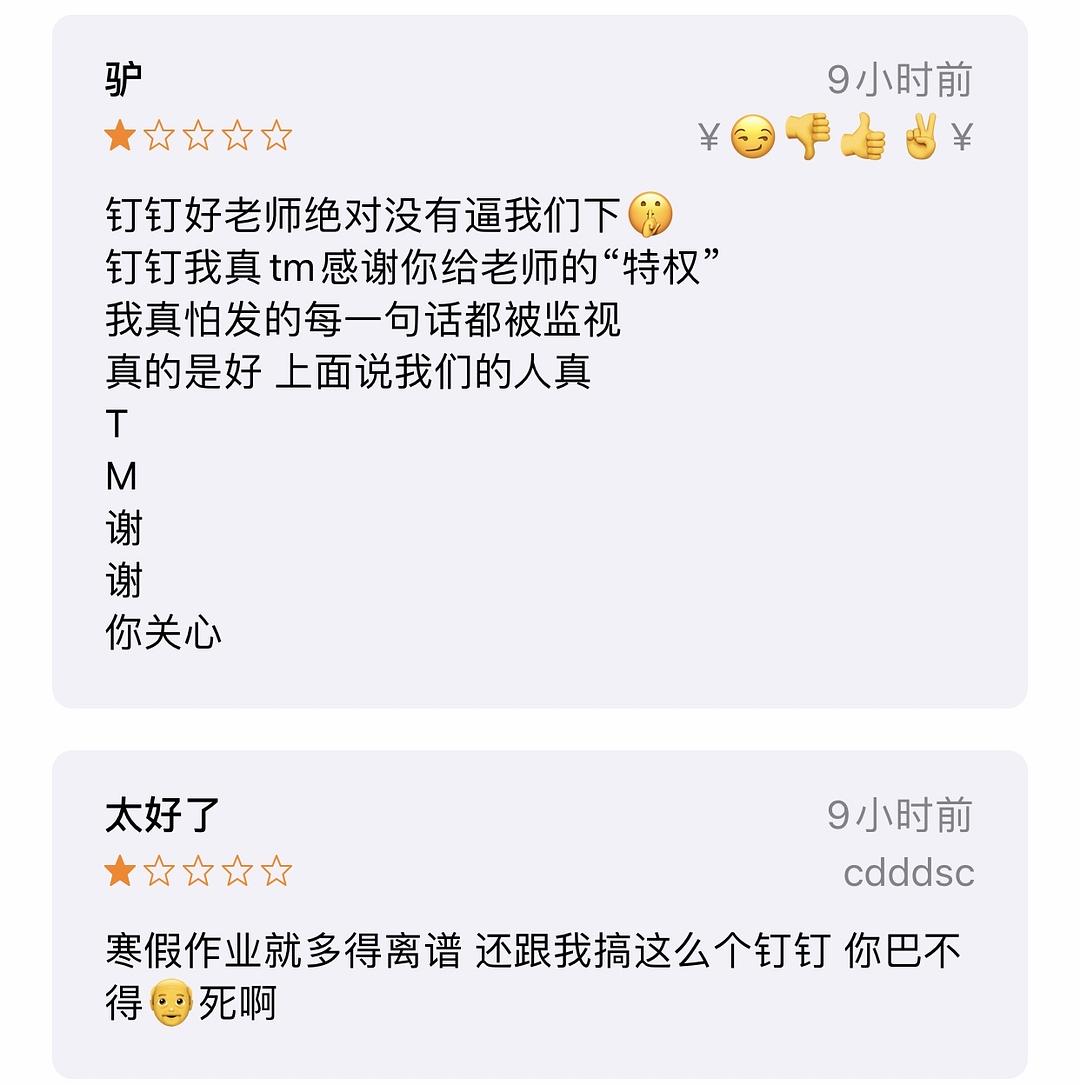 驴
9小时前
¥😏👎👍✌️¥
钉钉好老师绝对没有逼我们下🤫
钉钉我真tm感谢你给老师的“特权”
我真怕发的每一句话都被监视
真的是好 上面说我们的人真
T
M
谢
谢
你关心
太好了
9小时前
cdddsc
寒假作业就多得离谱 还跟我搞这么个钉钉 你巴不
得👴死啊